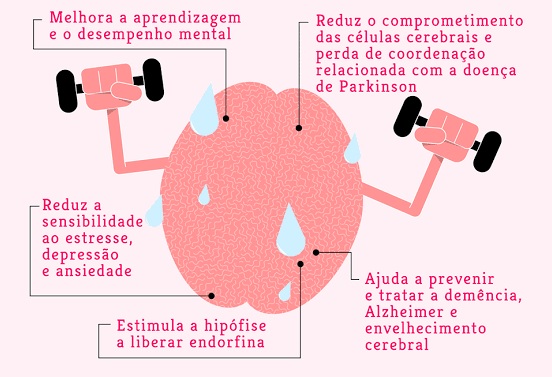 Melhora a aprendizagem
e o desempenho mental
Reduz o comprometimento
das células cerebrais e
perda de coordenação
relacionada com a doença
de Parkinson
Reduz a
sensibilidade
ao estresse,
depressão
e ansiedade
Ajuda a prevenir
e tratar a demência,
Alzheimer e
envelhecimento
cerebral
Estimula a hipófise
a liberar endorfina